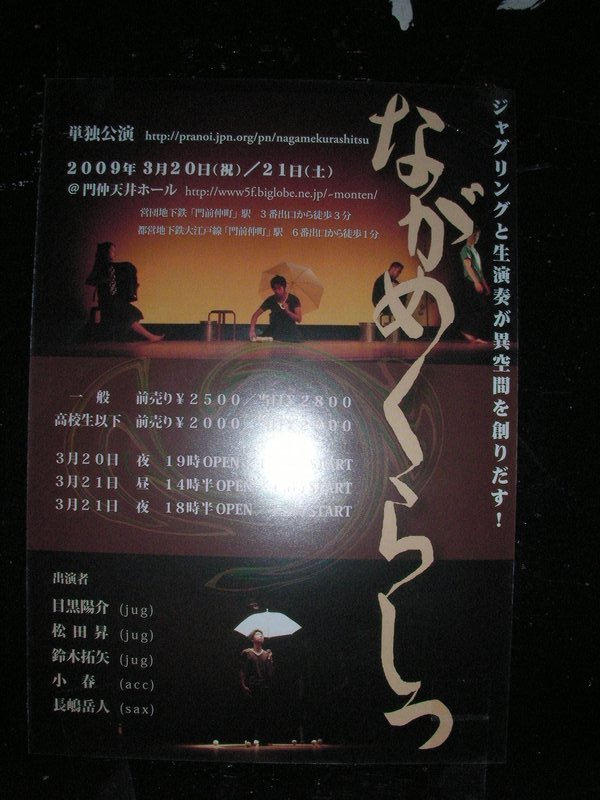 単独公演 http://pranoi.jpn.org/pn/nagamekurashitsu
2009年 3月20日(祝)／21日(土)
@門仲天井ホール http://www5f.biglobe.ne.jp/~monten/
営団地下鉄「門前仲町」駅 3番出口から徒歩3分
都営地下鉄大江戸線「門前仲町」駅 6番出口から徒歩1分
ながめくらしつ
ジャグリングと生演奏が異空間を創りだす！
一般 前売り￥2500／当日￥2800
高校生以下 前売り￥2000
3月20日 夜 19時OPEN START
3月21日 昼 14時半OPEN START
3月21日 夜 18時半OPEN START
出演者
目黒陽介 (jug)
松田昇 (jug)
鈴木拓矢 (jug)
小春 (acc)
長嶋岳人 (sax)